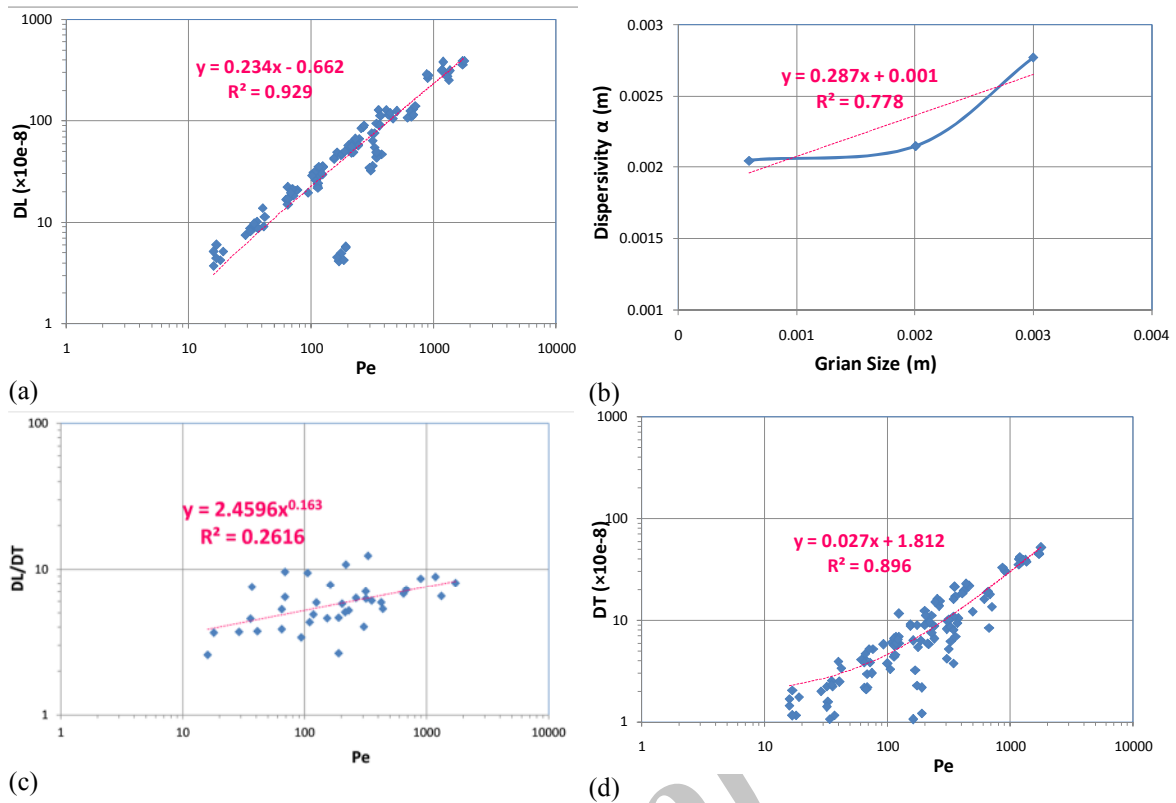 1000
100
10
1
DL (×10e-8)
y = 0.234x - 0.662
R² = 0.929
1 10 100 1000 10000
Pe
(a)
0.003
0.0025
0.002
0.0015
0.001
Dispersivity α (m)
y = 0.287x + 0.001
R² = 0.778
0 0.001 0.002 0.003 0.004
Grian Size (m)
(b)
100
10
1
DL/DT
y = 2.4596x^0.163
R² = 0.2616
1 10 100 1000 10000
Pe
(c)
1000
100
10
1
DT (×10e-8)
y = 0.027x + 1.812
R² = 0.896
1 10 100 1000 10000
Pe
(d)